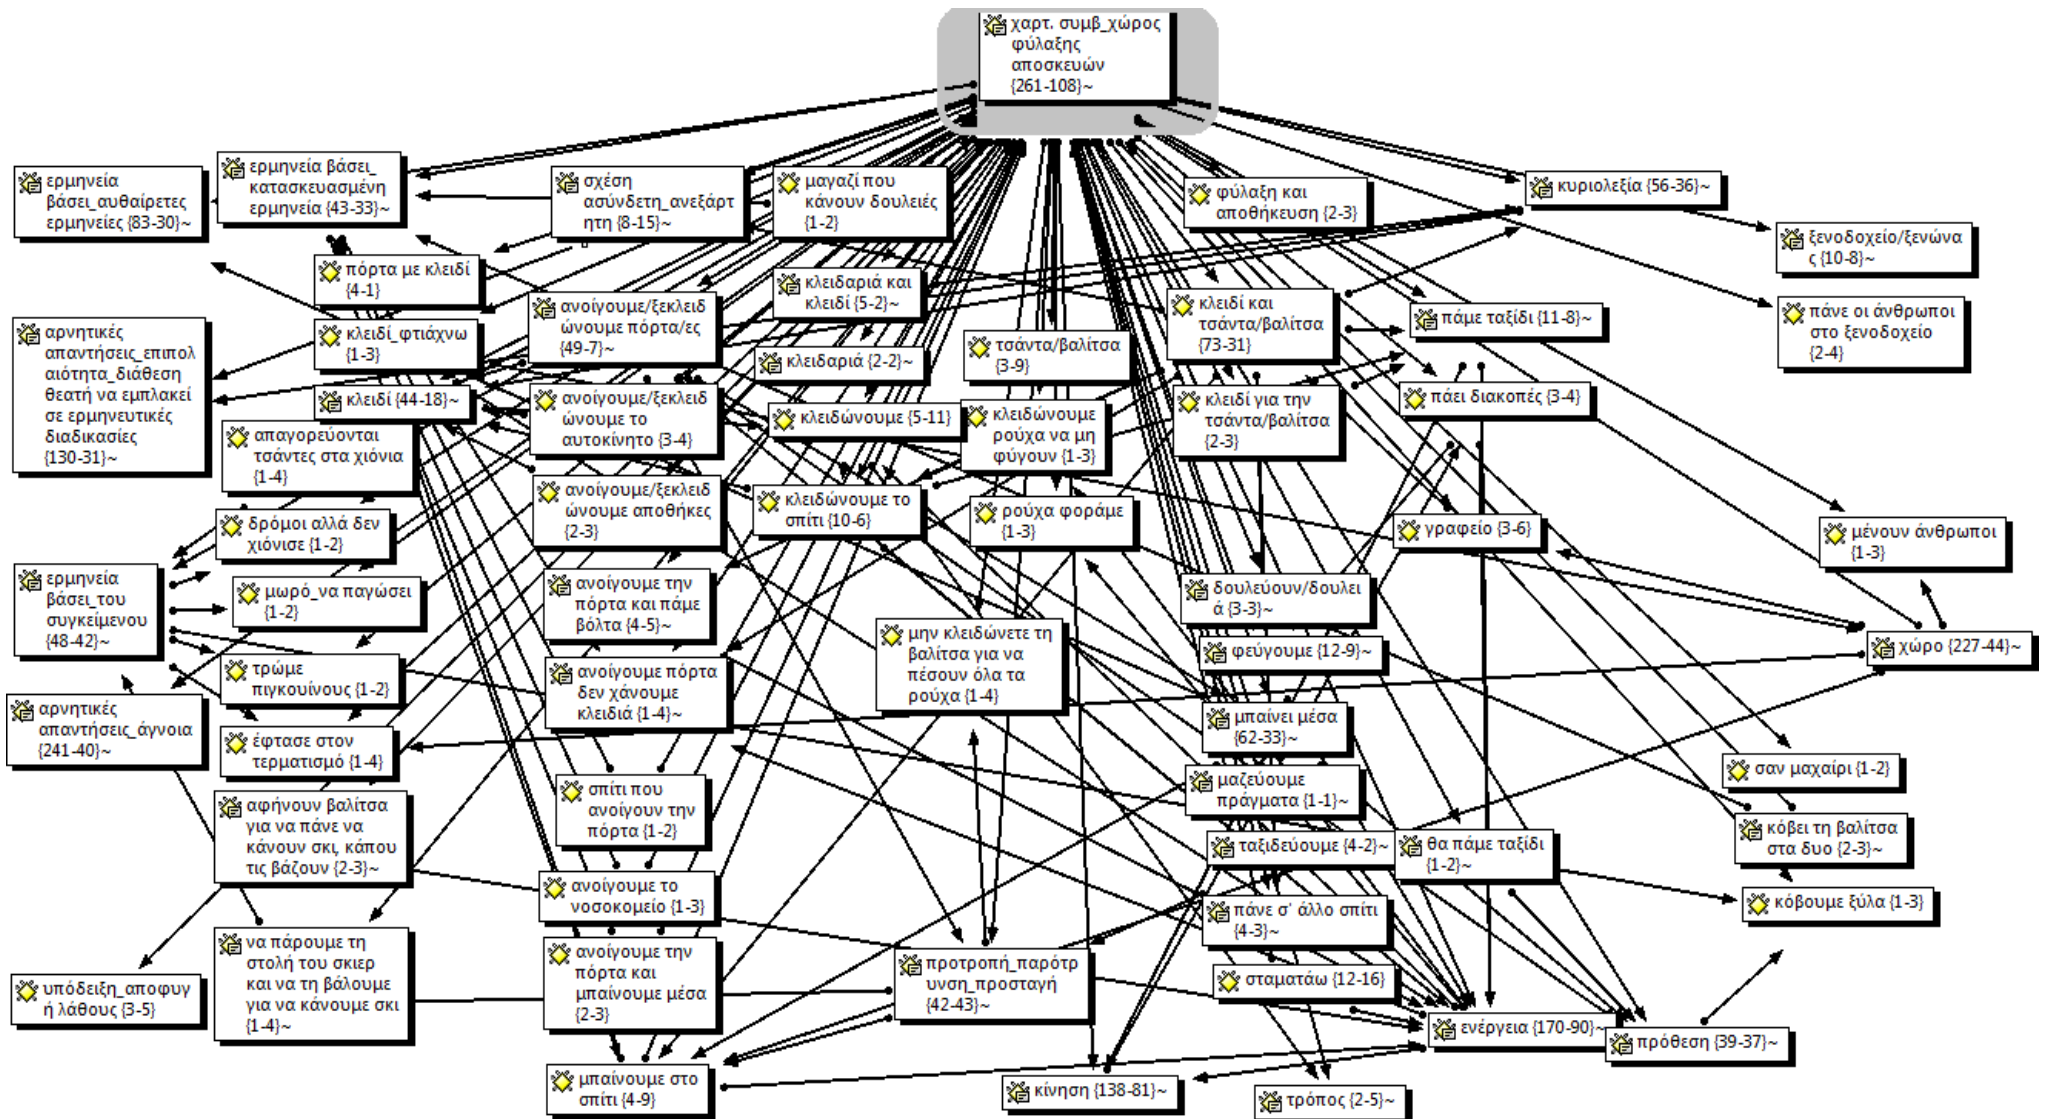 χαρτ. συμβ_χώρος
φύλαξης
αποσκευών
{261-108}~
ερμηνεία
βάσει_αυθαίρετες
ερμηνείες {83-30}~
ερμηνεία βάσει_
κατασκευασμένη
ερμηνεία {43-33}~
σχέση
ασύνδετη_ανεξάρτ
ητη {8-15}~
μαγαζί που
κάνουν δουλειές
{1-2}
φύλαξη και
αποθήκευση {2-3}~
κυριολεξία {56-36}~
ξενοδοχείο/ξενώνα
ς {10-8}~
πόρτα με κλειδί
{4-1}
κλειδαριά και
κλειδί {5-2}~
ανοίγουμε/ξεκλειδ
ώνουμε πόρτα/ες
{49-7}~
κλειδί και
τσάντα/βαλίτσα
{73-31}
πάμε ταξίδι {11-8}~
πάνε οι άνθρωποι
στο ξενοδοχείο
{2-4}
αρνητικές
απαντήσεις_επιπολ
αιότητα_διάθεση
θεατή να εμπλακεί
σε ερμηνευτικές
διαδικασίες
{130-31}~
κλειδί_φτιάχνω
{1-3}
κλειδαριά {2-2}~
τσάντα/βαλίτσα
{3-9}
κλειδί {44-18}~
ανοίγουμε/ξεκλειδ
ώνουμε το
αυτοκίνητο {3-4}
κλειδώνουμε {5-11}
κλειδώνουμε
ρούχα να μη
φύγουν {1-3}
κλειδί για την
τσάντα/βαλίτσα
{2-3}
πάει διακοπές {3-4}
απαγορεύονται
τσάντες στα χιόνια
{1-4}
ανοίγουμε/ξεκλειδ
ώνουμε αποθήκες
{2-3}
κλειδώνουμε το
σπίτι {10-6}
ρούχα φοράμε
{1-3}
γραφείο {3-6}
μένουν άνθρωποι
{1-3}
δρόμοι αλλά δεν
χιόνισε {1-2}
ερμηνεία
βάσει_του
συγκείμενου
{48-42}~
μωρό_να παγώσει
{1-2}
ανοίγουμε την
πόρτα και πάμε
βόλτα {4-5}~
δουλεύουν/δουλει
ά {3-3}~
μην κλειδώνετε τη
βαλίτσα για να
πέσουν όλα τα
ρούχα {1-4}
φεύγουμε {12-9}~
χώρο {227-44}~
τρώμε
πιγκουίνους {1-2}
ανοίγουμε πόρτα
δεν χάνουμε
κλειδιά {1-4}~
αρνητικές
απαντήσεις_άγνοια
{241-40}~
έφτασε στον
τερματισμό {1-4}
μπαίνει μέσα
{62-33}~
σαν μαχαίρι {1-2}
σπίτι που
ανοίγουν την
πόρτα {1-2}
μαζεύουμε
πράγματα {1-1}~
αφήνουν βαλίτσα
για να πάνε να
κάνουν σκι, κάπου
τις βάζουν {2-3}~
ταξιδεύουμε {4-2}~
θα πάμε ταξίδι
{1-2}~
κόβει τη βαλίτσα
στα δυο {2-3}~
ανοίγουμε το
νοσοκομείο {1-3}
πάνε σ' άλλο σπίτι
{4-3}~
κόβουμε ξύλα {1-3}
υπόδειξη_αποφυγ
ή λάθους {3-5}
να πάρουμε τη
στολή του σκιερ
και να τη βάλουμε
για να κάνουμε σκι
{1-4}~
ανοίγουμε την
πόρτα και
μπαίνουμε μέσα
{2-3}
προτροπή_παρότρ
υνση_προσταγή
{42-43}~
σταματάω {12-16}
ενέργεια {170-90}~
πρόθεση {39-37}~
μπαίνουμε στο
σπίτι {4-9}
κίνηση {138-81}~
τρόπος {2-5}~